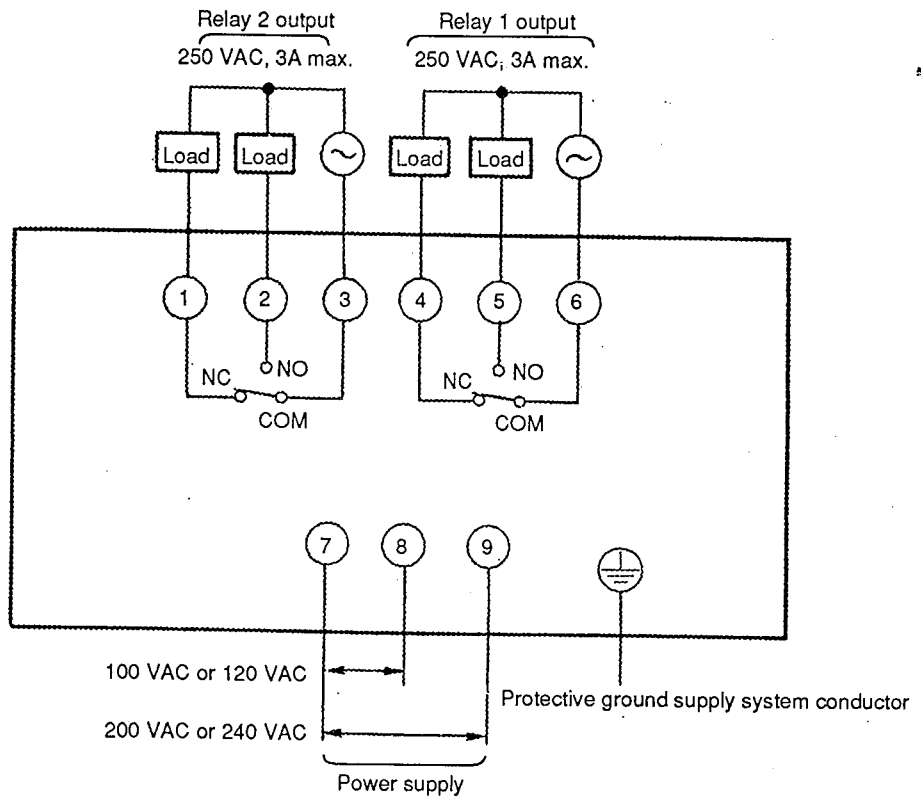 Relay 2 output
Relay 1 output
250 VAC, 3A max.
250 VAC, 3A max.
Load
Load
Load
Load
1
2
3
4
5
6
NO
NO
NC
NC
COM
COM
7
8
9
100 VAC or 120 VAC
Protective ground supply system conductor
200 VAC or 240 VAC
Power supply